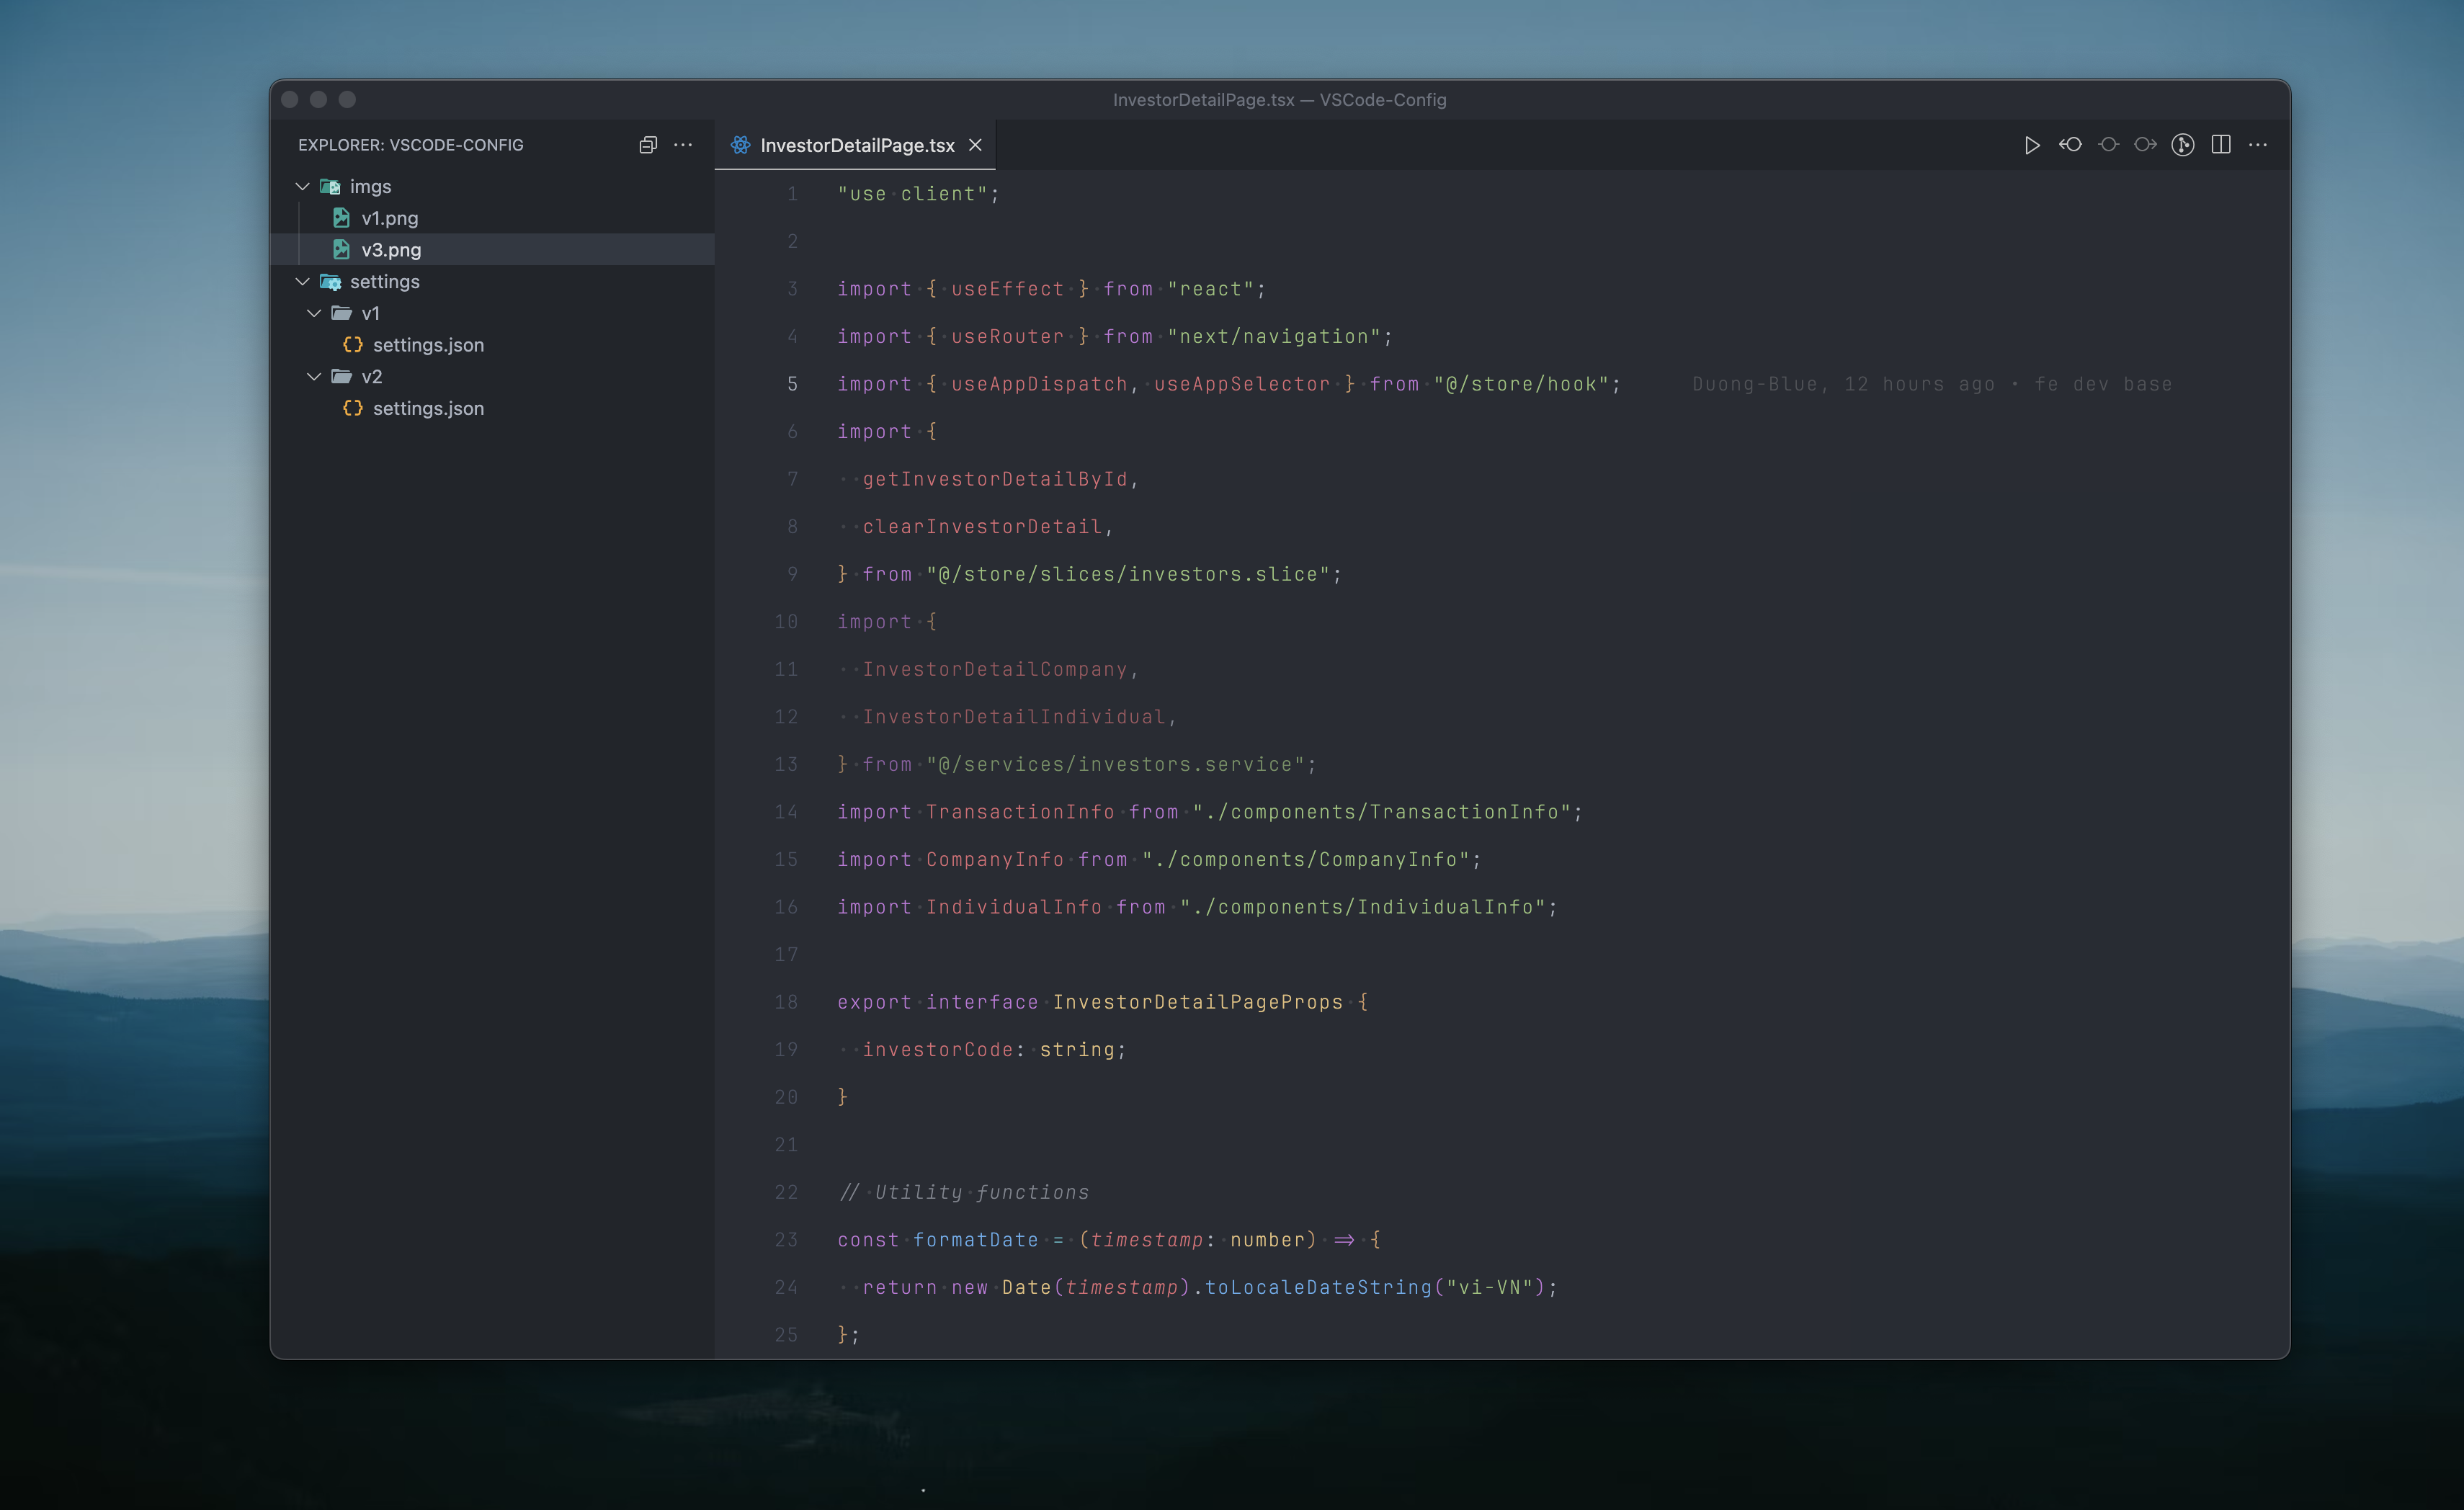 InvestorDetailPage.tsx — VSCode-Config
EXPLORER: VSCODE-CONFIG
imgs
v1.png
v3.png
settings
v1
settings.json
v2
settings.json
InvestorDetailPage.tsx
1 "use client";
2
3 import { useEffect } from "react";
4 import { useRouter } from "next/navigation";
5 import { useAppDispatch, useAppSelector } from "@/store/hook"; Duong-Blue, 12 hours ago • fe dev base
6 import {
7   getInvestorDetailById,
8   clearInvestorDetail,
9 } from "@/store/slices/investors.slice";
10 import {
11   InvestorDetailCompany,
12   InvestorDetailIndividual,
13 } from "@/services/investors.service";
14 import TransactionInfo from "./components/TransactionInfo";
15 import CompanyInfo from "./components/CompanyInfo";
16 import IndividualInfo from "./components/IndividualInfo";
17
18 export interface InvestorDetailPageProps {
19   investorCode: string;
20 }
21
22 // Utility functions
23 const formatDate = (timestamp: number) => {
24   return new Date(timestamp).toLocaleDateString("vi-VN");
25 };